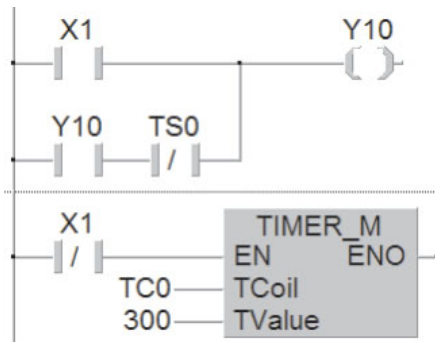 X1 Y10
Y10 TS0
/
X1 TIMER_M
/ EN ENO
TC0 TCoil
300 TValue